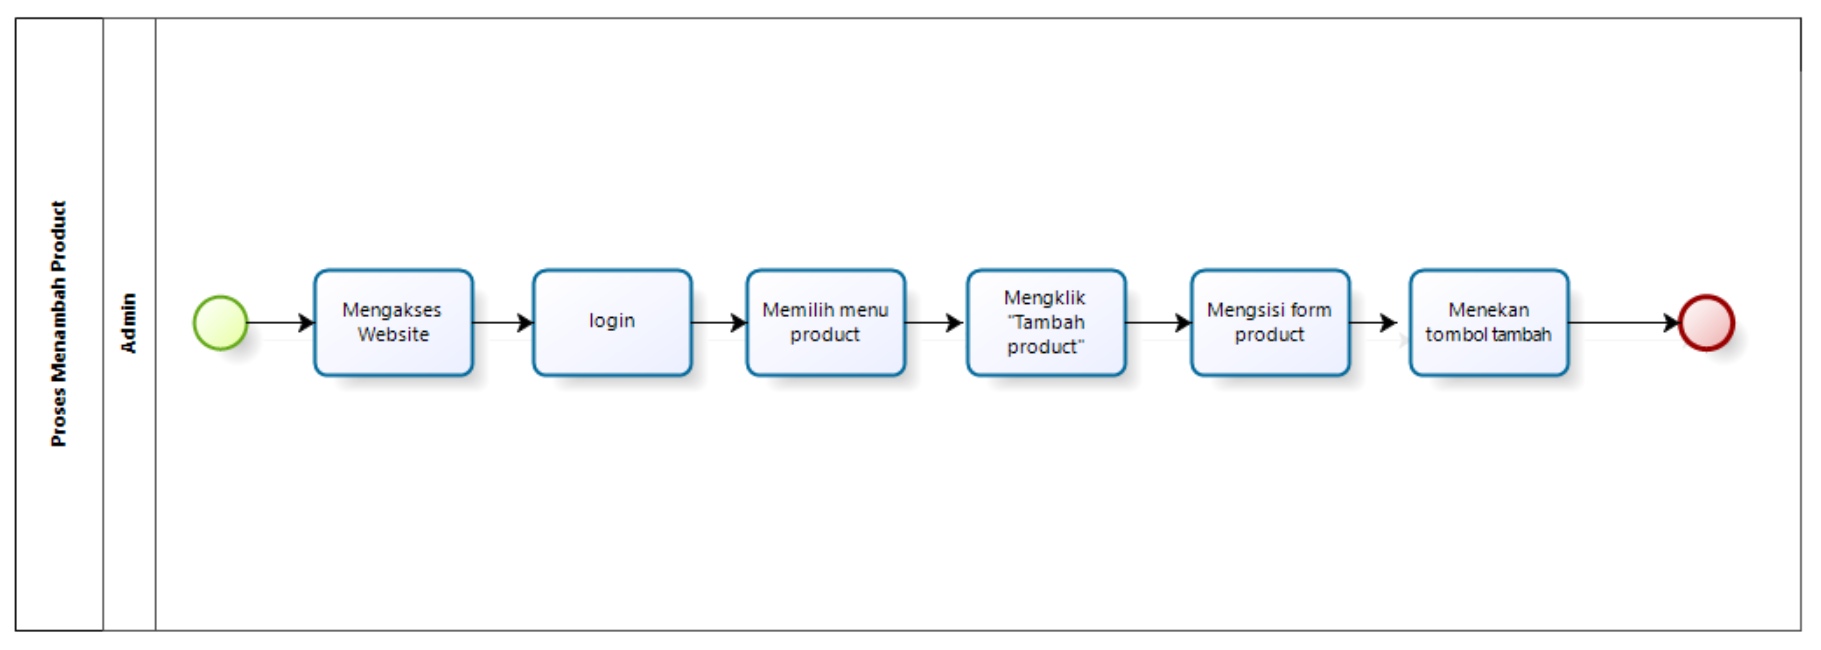 Proses Menambah Product
Admin
Mengakses
Website
login
Memilih menu
product
Mengklik
"Tambah
product"
Mengsisi form
product
Menekan
tombol tambah